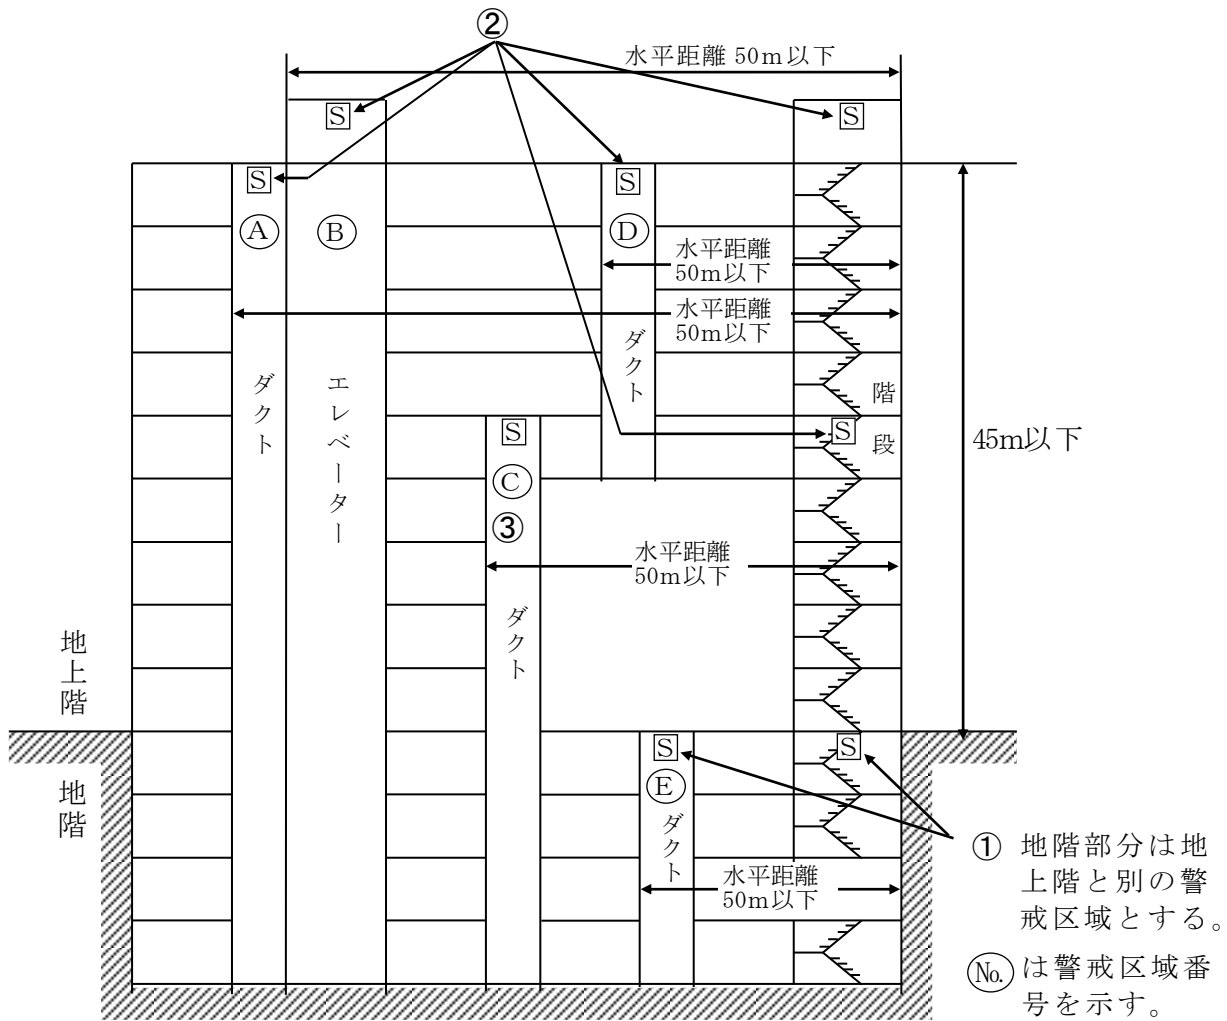 ②
水平距離 50m以下
S
S
S
S
Ⓐ
Ⓑ
Ⓓ
水平距離
50m以下
水平距離
50m以下
ダクト
ダクト
エレベーター
階段
S
S
Ⓒ
③
45m以下
水平距離
50m以下
ダクト
地上階
地階
S
S
Ⓔ
ダクト
水平距離
50m以下
① 地階部分は地
上階と別の警
戒区域とする。
№は警戒区域番
号を示す。